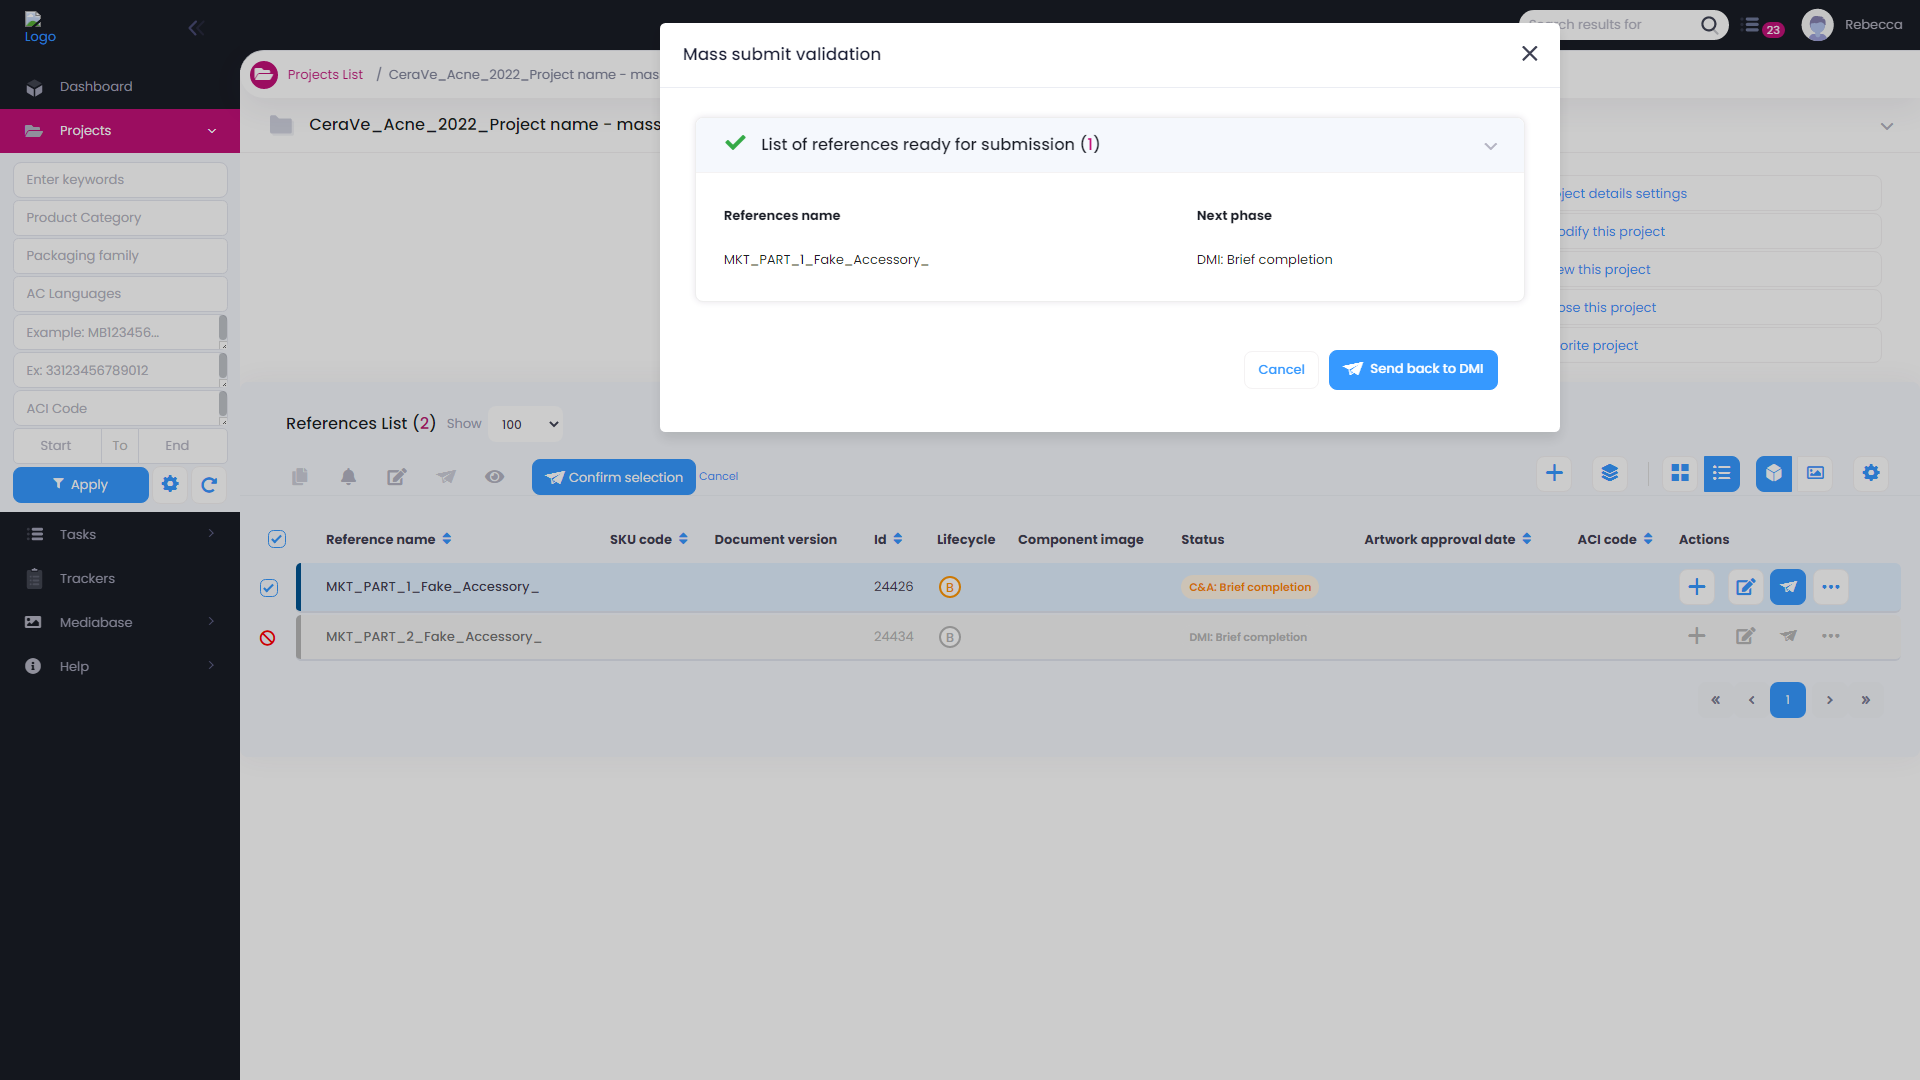 Logo
Dashboard
Projects
Enter keywords
Product Category
Packaging family
AC Languages
Example: MB123456...
Ex: 33123456789012
ACI Code
Start To End
Apply
Tasks
Trackers
Mediabase
Help
results for
23
Rebecca
Projects List / CeraVe_Acne_2022_Project name - mas
CeraVe_Acne_2022_Project name - mass
Mass submit validation
List of references ready for submission (1)
References name Next phase
MKT_PART_1_Fake_Accessory_ DMI: Brief completion
Cancel Send back to DMI
ject details settings
odify this project
ew this project
ose this project
orite project
References List (2) Show 100
Confirm selection Cancel
Reference name SKU code Document version Id Lifecycle Component image Status Artwork approval date ACI code Actions
MKT_PART_1_Fake_Accessory_ 24426 B C&A: Brief completion
MKT_PART_2_Fake_Accessory_ 24434 B DMI: Brief completion
« ‹ 1 › »